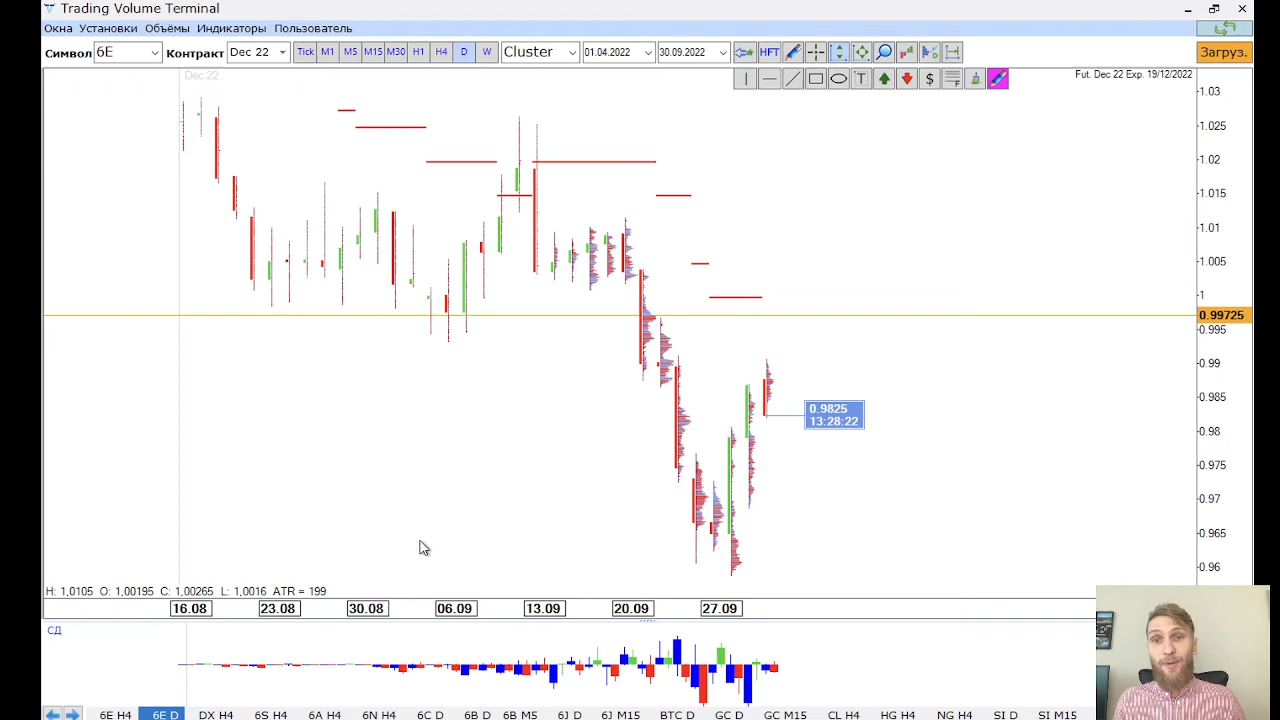 Trading Volume Terminal
Окна Установки Объёмы Индикаторы Пользователь
Символ 6E Контракт Dec 22 Tick M1 M5 M15 M30 H1 H4 D W Cluster 01.04.2022 30.09.2022 HFT Загруз.
T $ F
Dec 22
Fut. Dec 22 Exp. 19/12/2022
1.03
1.025
1.02
1.015
1.01
1.005
1
0.99725
0.995
0.99
0.985
0.9825
13:28:22
0.98
0.975
0.97
0.965
0.96
H: 1,0105 O: 1,00195 C: 1,00265 L: 1,0016 ATR = 199
16.08 23.08 30.08 06.09 13.09 20.09 27.09
СД
6E H4 6E D DX H4 6S H4 6A H4 6N H4 6C D 6B D 6B M5 6J D 6J M15 BTC D GC D GC M15 CL H4 HG H4 NG H4 SI D SI M15